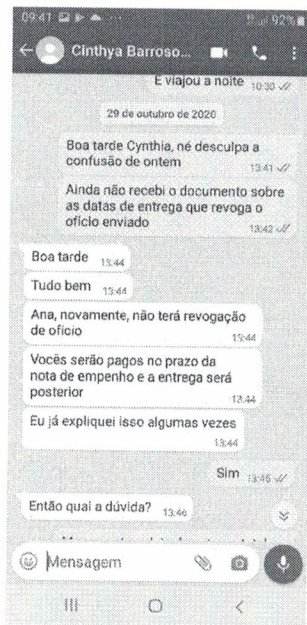 09:41 92%
Cinthya Barroso...
E viajou a noite 10:30
29 de outubro de 2020
Boa tarde Cynthia, né desculpa a
confusão de ontem
13:41
Ainda não recebi o documento sobre
as datas de entrega que revoga o
ofício enviado
13:42
Boa tarde 13:44
Tudo bem 13:44
Ana, novamente, não terá revogação
de ofício
13:44
Vocês serão pagos no prazo da
nota de empenho e a entrega será
posterior
13:44
Eu já expliquei isso algumas vezes
13:44
Sim 13:45
Então qual a dúvida? 13:46
Mensagem